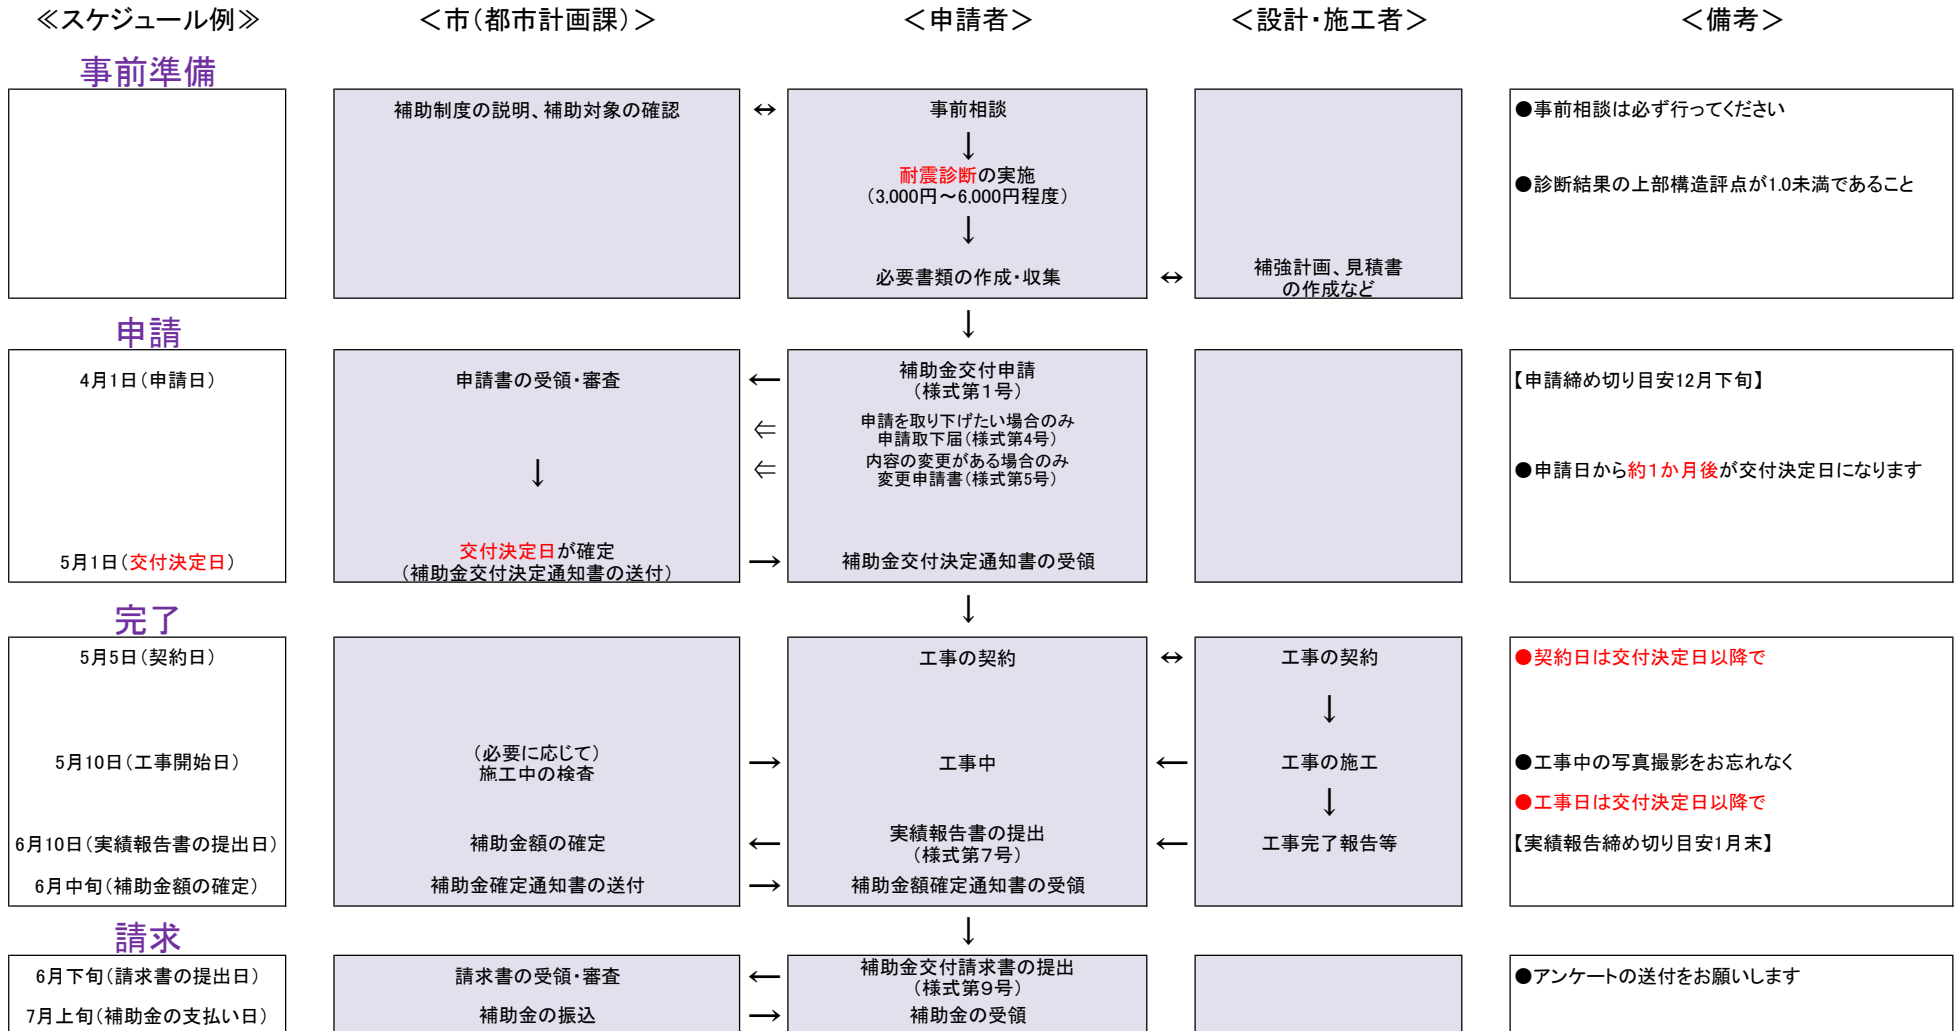 ≪スケジュール例≫ ＜市(都市計画課)＞ ＜申請者＞ ＜設計・施工者＞ ＜備考＞
事前準備
補助制度の説明、補助対象の確認 ↔ 事前相談 ●事前相談は必ず行ってください
↓
耐震診断の実施
(3,000円～6,000円程度) ●診断結果の上部構造評点が1.0未満であること
↓
必要書類の作成・収集 ↔ 補強計画、見積書
の作成など
↓
申請
4月1日(申請日) 申請書の受領・審査 ← 補助金交付申請
(様式第1号) 【申請締め切り目安12月下旬】
⇐ 申請を取り下げたい場合のみ
申請取下届(様式第4号)
↓ ⇐ 内容の変更がある場合のみ
変更申請書(様式第5号) ●申請日から約1か月後が交付決定日になります
5月1日(交付決定日) 交付決定日が確定
(補助金交付決定通知書の送付) → 補助金交付決定通知書の受領
↓
完了
5月5日(契約日) 工事の契約 ↔ 工事の契約 ●契約日は交付決定日以降で
↓
5月10日(工事開始日) (必要に応じて)
施工中の検査 → 工事中 ← 工事の施工 ●工事中の写真撮影をお忘れなく
↓ ●工事日は交付決定日以降で
6月10日(実績報告書の提出日) 補助金額の確定 ← 実績報告書の提出
(様式第7号) ← 工事完了報告等 【実績報告締め切り目安1月末】
6月中旬(補助金額の確定) 補助金確定通知書の送付 → 補助金額確定通知書の受領
↓
請求
6月下旬(請求書の提出日) 請求書の受領・審査 ← 補助金交付請求書の提出
(様式第9号) ●アンケートの送付をお願いします
7月上旬(補助金の支払い日) 補助金の振込 → 補助金の受領